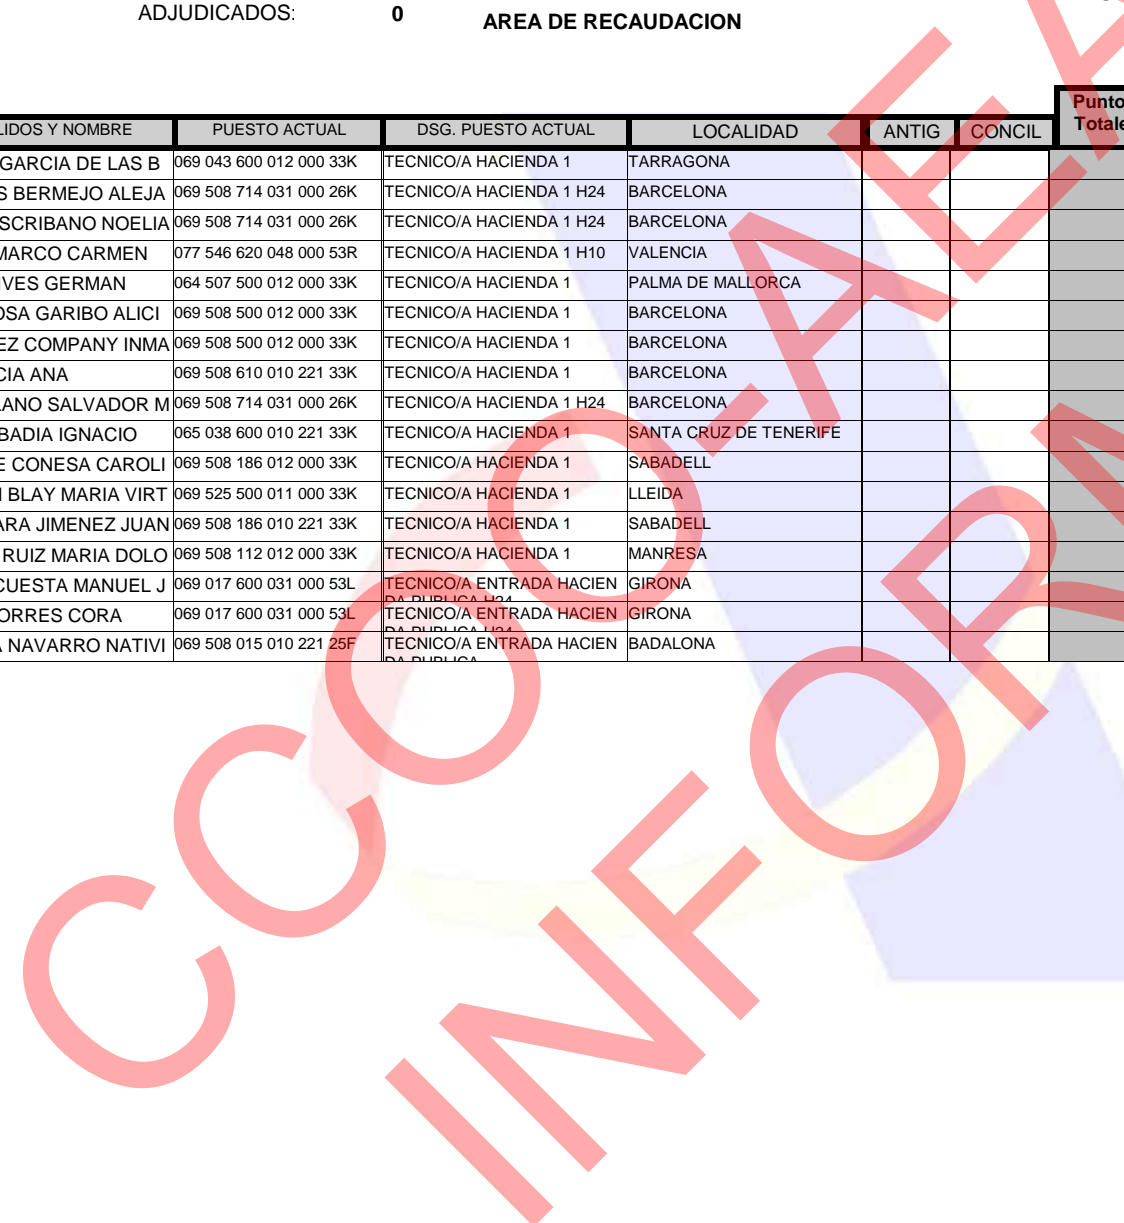 ADJUDICADOS: 0 AREA DE RECAUDACION
Punto
LIDOS Y NOMBRE PUESTO ACTUAL DSG. PUESTO ACTUAL LOCALIDAD ANTIG CONCIL Totale
GARCIA DE LAS B 069 043 600 012 000 33K TECNICO/A HACIENDA 1 TARRAGONA
S BERMEJO ALEJA 069 508 714 031 000 26K TECNICO/A HACIENDA 1 H24 BARCELONA
SCRIBANO NOELIA 069 508 714 031 000 26K TECNICO/A HACIENDA 1 H24 BARCELONA
MARCO CARMEN 077 546 620 048 000 53R TECNICO/A HACIENDA 1 H10 VALENCIA
VES GERMAN 064 507 500 012 000 33K TECNICO/A HACIENDA 1 PALMA DE MALLORCA
OSA GARIBO ALICI 069 508 500 012 000 33K TECNICO/A HACIENDA 1 BARCELONA
EZ COMPANY INMA 069 508 500 012 000 33K TECNICO/A HACIENDA 1 BARCELONA
CIA ANA 069 508 610 010 221 33K TECNICO/A HACIENDA 1 BARCELONA
LANO SALVADOR M 069 508 714 031 000 26K TECNICO/A HACIENDA 1 H24 BARCELONA
BADIA IGNACIO 065 038 600 010 221 33K TECNICO/A HACIENDA 1 SANTA CRUZ DE TENERIFE
E CONESA CAROLI 069 508 186 012 000 33K TECNICO/A HACIENDA 1 SABADELL
I BLAY MARIA VIRT 069 525 500 011 000 33K TECNICO/A HACIENDA 1 LLEIDA
ARA JIMENEZ JUAN 069 508 186 010 221 33K TECNICO/A HACIENDA 1 SABADELL
RUIZ MARIA DOLO 069 508 112 012 000 33K TECNICO/A HACIENDA 1 MANRESA
CUESTA MANUEL J 069 017 600 031 000 53L TECNICO/A ENTRADA HACIEN GIRONA
DA PUBLICA H24
ORRES CORA 069 017 600 031 000 53L TECNICO/A ENTRADA HACIEN GIRONA
DA PUBLICA H24
A NAVARRO NATIVI 069 508 015 010 221 25F TECNICO/A ENTRADA HACIEN BADALONA
DA PUBLICA
CCOO-AEA
INFORM